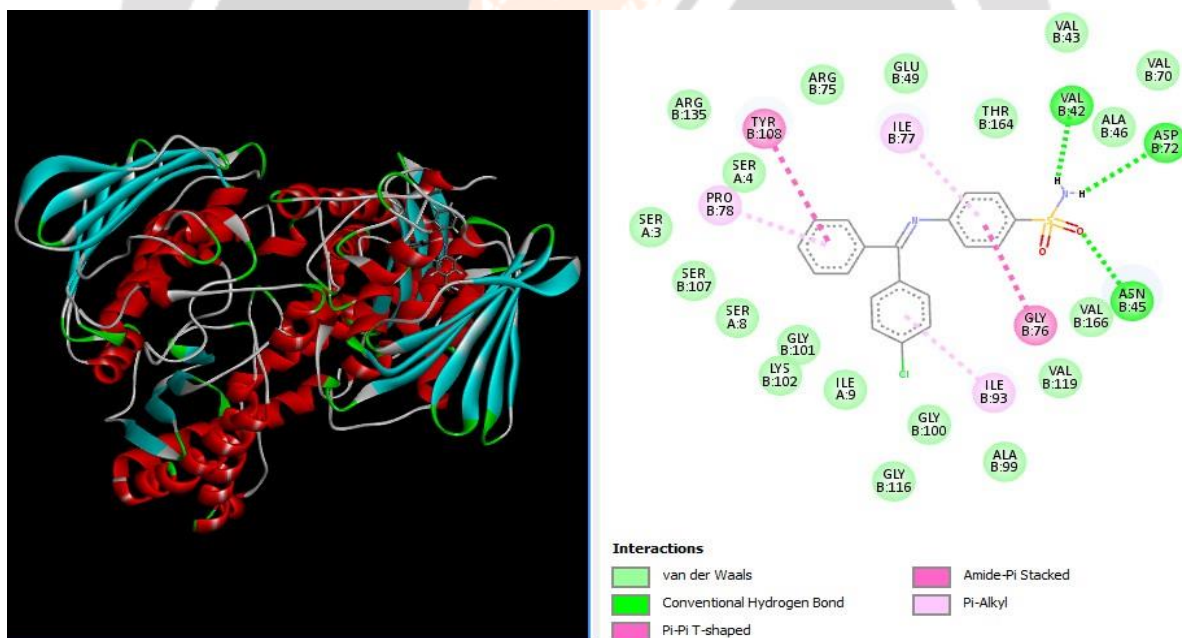 VAL
B:43
GLU
B:49
VAL
B:70
ARG
B:75
ARG
B:135
VAL
B:42
THR
B:164
ALA
B:46
TYR
B:108
ILE
B:77
ASP
B:72
SER
A:4
H
N
H
PRO
B:78
N
S
O
O
SER
A:3
SER
B:107
ASN
B:45
VAL
B:166
GLY
B:76
SER
A:8
GLY
B:101
LYS
B:102
Cl
ILE
A:9
ILE
B:93
VAL
B:119
GLY
B:100
ALA
B:99
GLY
B:116
Interactions
van der Waals
Conventional Hydrogen Bond
Pi-Pi T-shaped
Amide-Pi Stacked
Pi-Alkyl